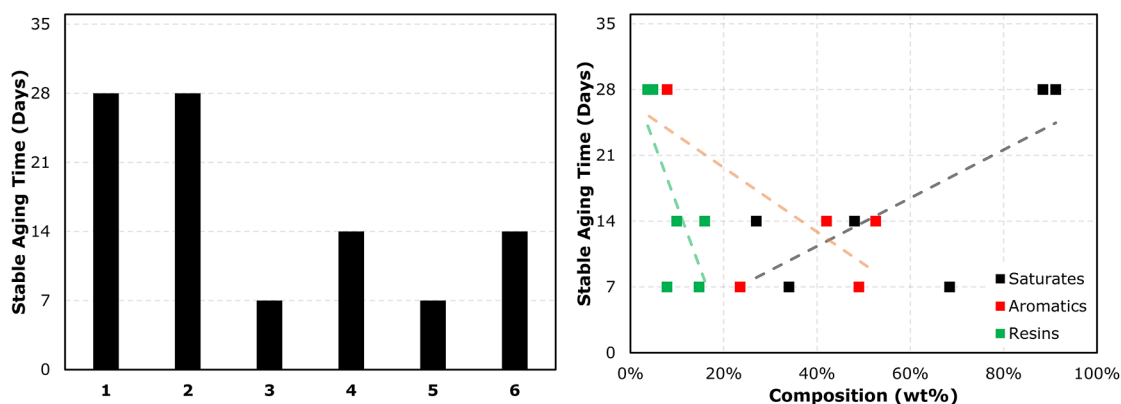 Stable Aging Time (Days)
35
28
21
14
7
0
1 2 3 4 5 6
Stable Aging Time (Days)
35
28
21
14
7
0
Saturates
Aromatics
Resins
0% 20% 40% 60% 80% 100%
Composition (wt%)